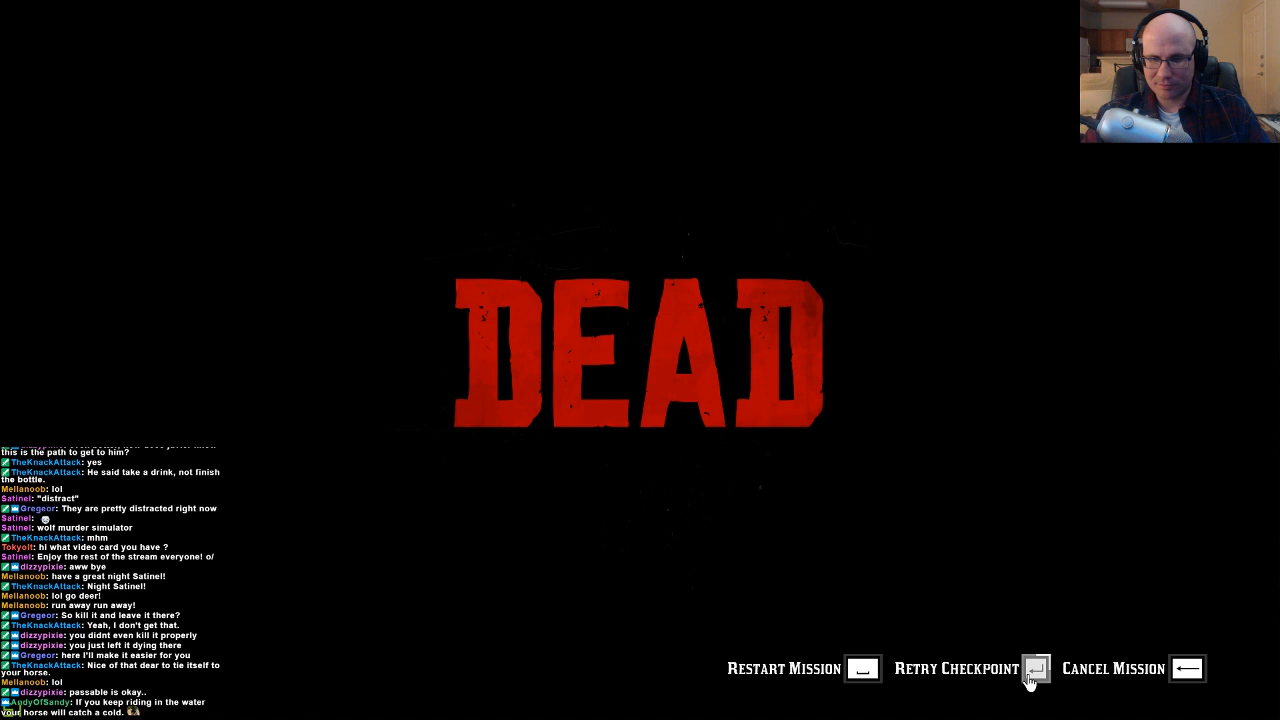 DEAD
this is the path to get to him?
TheKnackAttack: yes
TheKnackAttack: He said take a drink, not finish
the bottle.
Mellanoob: lol
Satinel: "distract"
Gregeor: They are pretty distracted right now
Satinel:
Satinel: wolf murder simulator
TheKnackAttack: mhm
Tokyolt: hi what video card you have ?
Satinel: Enjoy the rest of the stream everyone! o/
dizzypixie: aww bye
Mellanoob: have a great night Satinel!
TheKnackAttack: Night Satinel!
Mellanoob: lol go deer!
Mellanoob: run away run away!
Gregeor: So kill it and leave it there?
TheKnackAttack: Yeah, I don't get that.
dizzypixie: you didnt even kill it properly
dizzypixie: you just left it dying there
Gregeor: here I'll make it easier for you
TheKnackAttack: Nice of that dear to tie itself to
your horse.
Mellanoob: lol
dizzypixie: passable is okay..
AudyOfSandy: If you keep riding in the water
your horse will catch a cold.
RESTART MISSION RETRY CHECKPOINT CANCEL MISSION